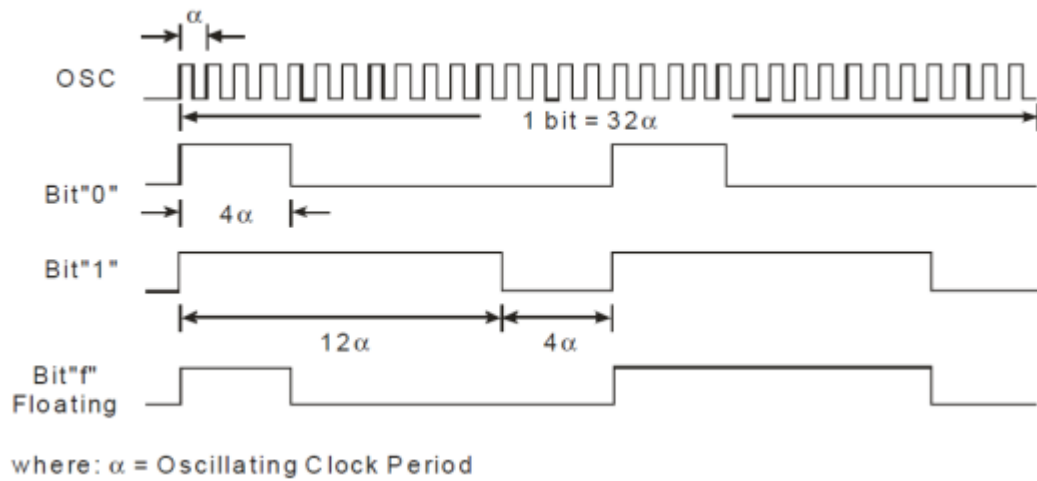 α
OSC
1 bit = 32α
Bit"0"
4α
Bit"1"
12α
4α
Bit"f"
Floating
where: α = Oscillating Clock Period